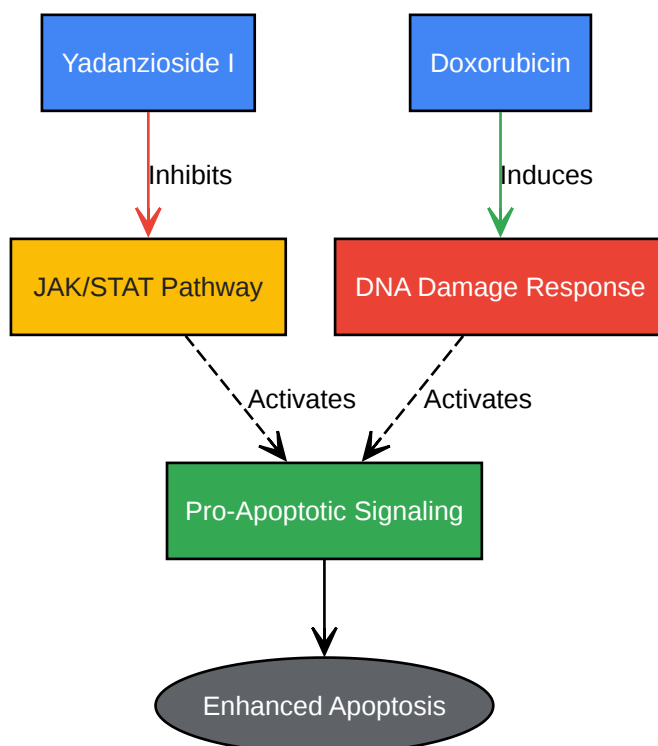 Yadanzioside I
Doxorubicin
Inhibits
Induces
JAK/STAT Pathway
DNA Damage Response
Activates
Activates
Pro-Apoptotic Signaling
Enhanced Apoptosis